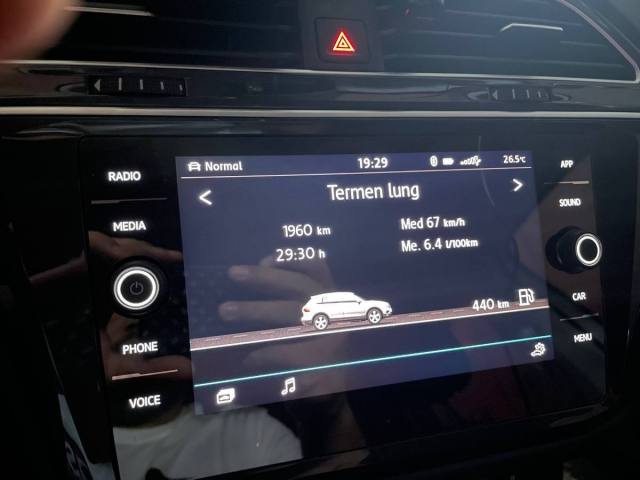 Normal 19:29 26.5°C
< Termen lung >
1960 km Med 67 km/h
29:30 h Me. 6.4 l/100km
440 km
RADIO
MEDIA
PHONE
VOICE
APP
SOUND
CAR
MENU